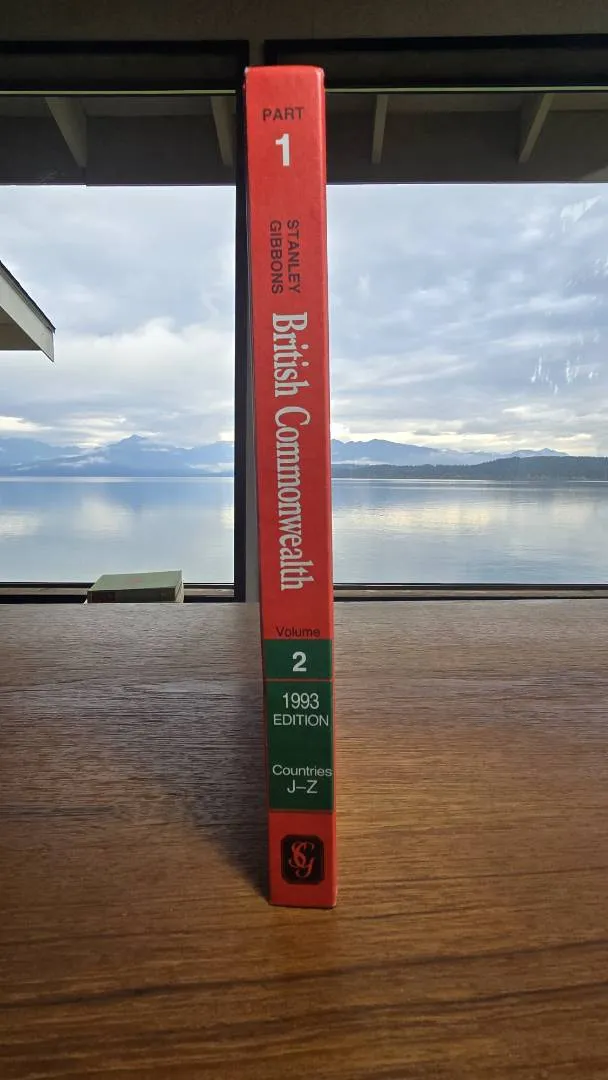 PART
1
STANLEY
GIBBONS
British Commonwealth
Volume
2
1993
EDITION
Countries
J–Z
SG